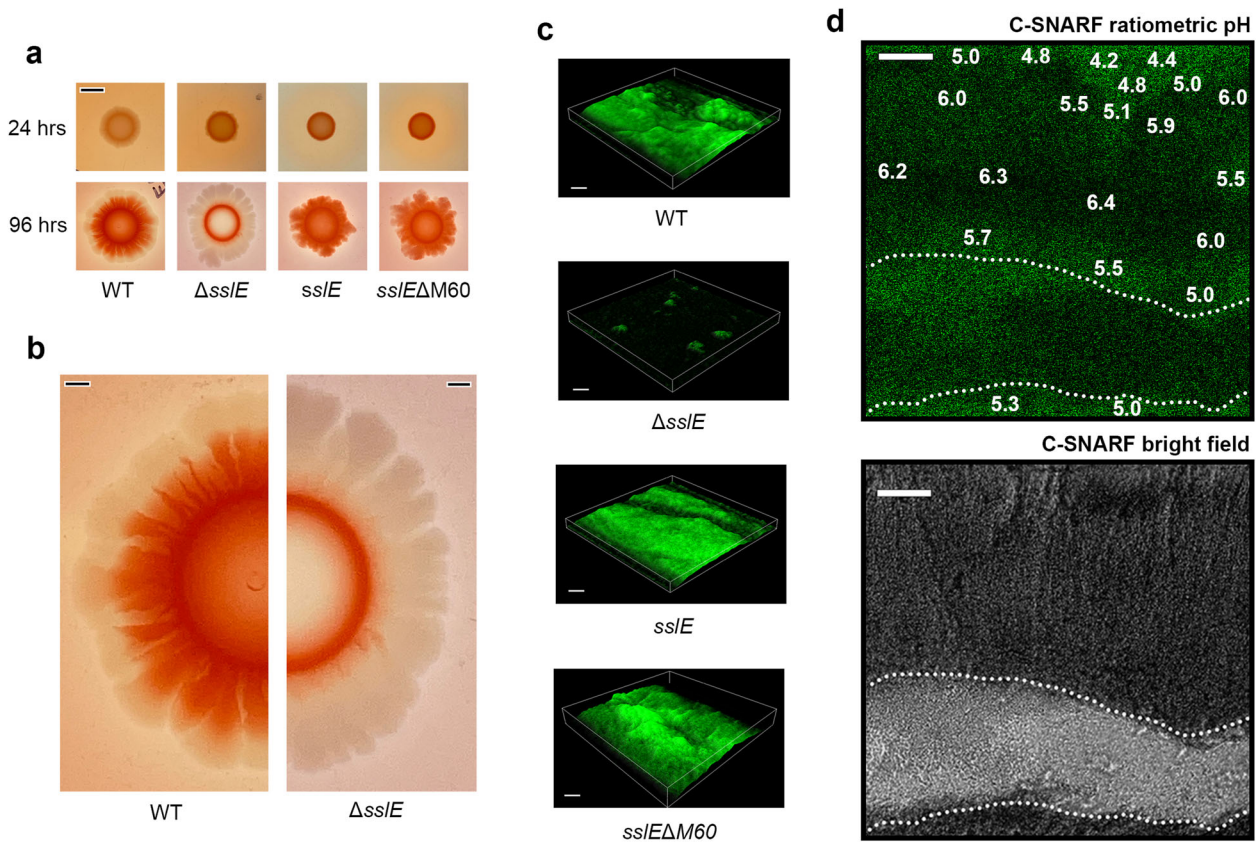 a
24 hrs
96 hrs
WT
ΔsslE
sslE
sslEΔM60
b
WT
ΔsslE
c
WT
ΔsslE
sslE
sslEΔM60
d
C-SNARF ratiometric pH
5.0 4.8 4.2 4.4
4.8 5.0
6.0 5.5 5.1 6.0
5.9
6.2 6.3 5.5
6.4
5.7 6.0
5.5
5.0
5.3 5.0
C-SNARF bright field